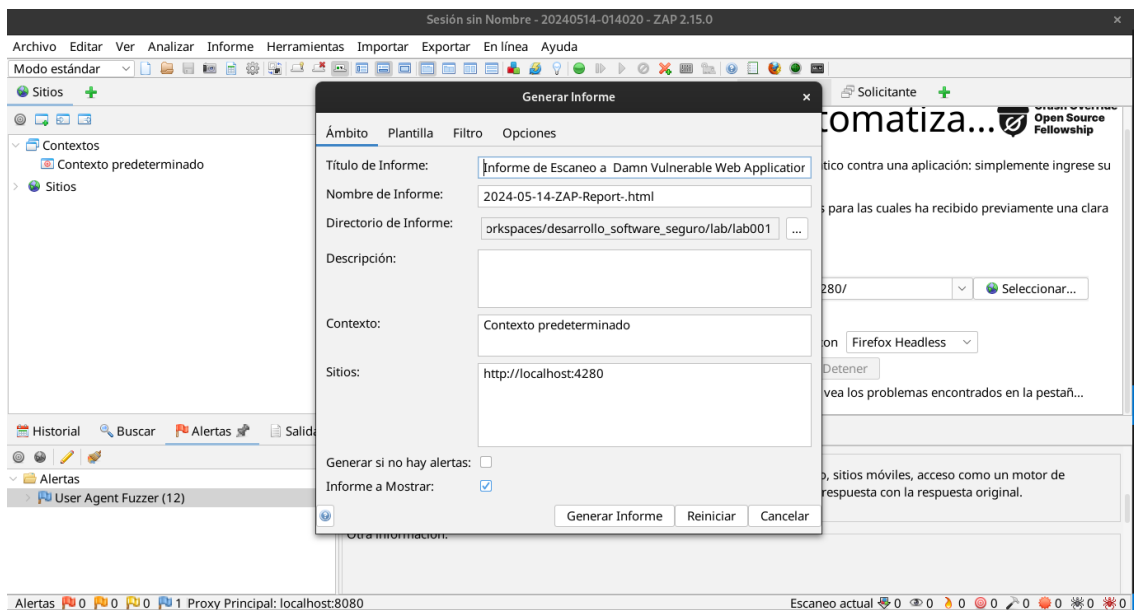 Sesión sin Nombre - 20240514-014020 - ZAP 2.15.0
Archivo Editar Ver Analizar Informe Herramientas Importar Exportar En línea Ayuda
Modo estándar
Sitios
Solicitante
Contextos
Contexto predeterminado
Sitios
Generar Informe
Ámbito Plantilla Filtro Opciones
Título de Informe: Informe de Escaneo a Damn Vulnerable Web Application
Nombre de Informe: 2024-05-14-ZAP-Report-.html
Directorio de Informe: orkspaces/desarrollo_software_seguro/lab/lab001 ...
Descripción:
Contexto: Contexto predeterminado
Sitios: http://localhost:4280
Generar si no hay alertas:
Informe a Mostrar:
Generar Informe Reiniciar Cancelar
tomatiza...
Crash Override
Open Source
Fellowship
tico contra una aplicación: simplemente ingrese su
s para las cuales ha recibido previamente una clara
280/ Seleccionar...
on Firefox Headless
Detener
vea los problemas encontrados en la pestañ...
Historial Buscar Alertas Salida
Alertas
User Agent Fuzzer (12)
o, sitios móviles, acceso como un motor de
respuesta con la respuesta original.
Otra información:
Alertas 0 0 0 1 Proxy Principal: localhost:8080
Escaneo actual 0 0 0 0 0 0 0 0